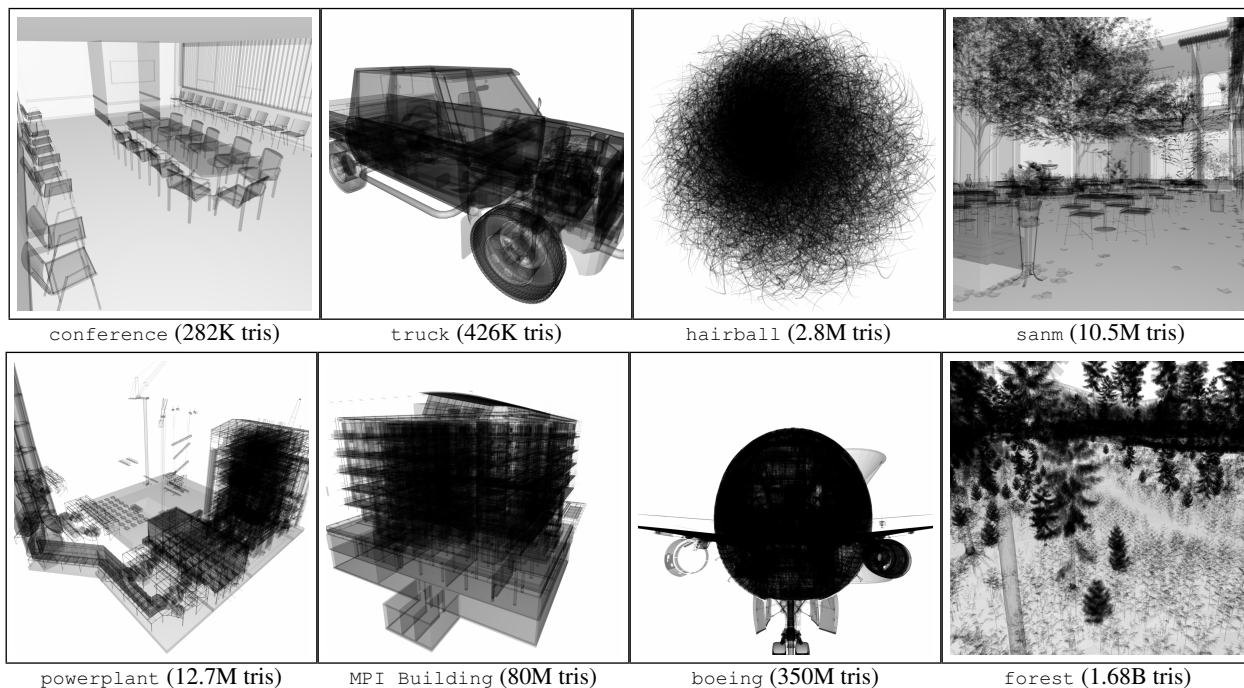 conference (282K tris)
truck (426K tris)
hairball (2.8M tris)
sanm (10.5M tris)
powerplant (12.7M tris)
MPI Building (80M tris)
boeing (350M tris)
forest (1.68B tris)